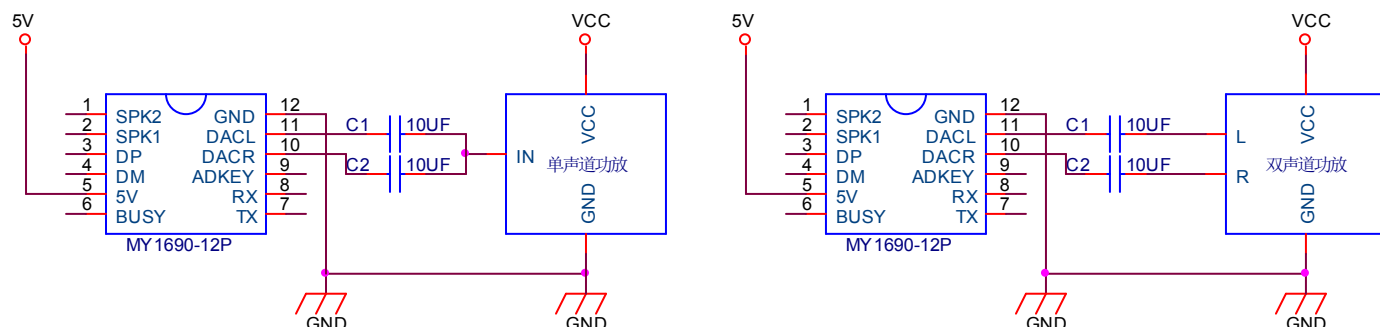 5V
VCC
1 SPK2 GND 12
2 SPK1 DACL 11
3 DP DACR 10
4 DM ADKEY 9
5 5V RX 8
6 BUSY TX 7
MY1690-12P
C1 10UF
C2 10UF
IN
VCC
单声道功放
GND
GND
GND
5V
VCC
1 SPK2 GND 12
2 SPK1 DACL 11
3 DP DACR 10
4 DM ADKEY 9
5 5V RX 8
6 BUSY TX 7
MY1690-12P
C1 10UF
C2 10UF
L
R
VCC
双声道功放
GND
GND
GND